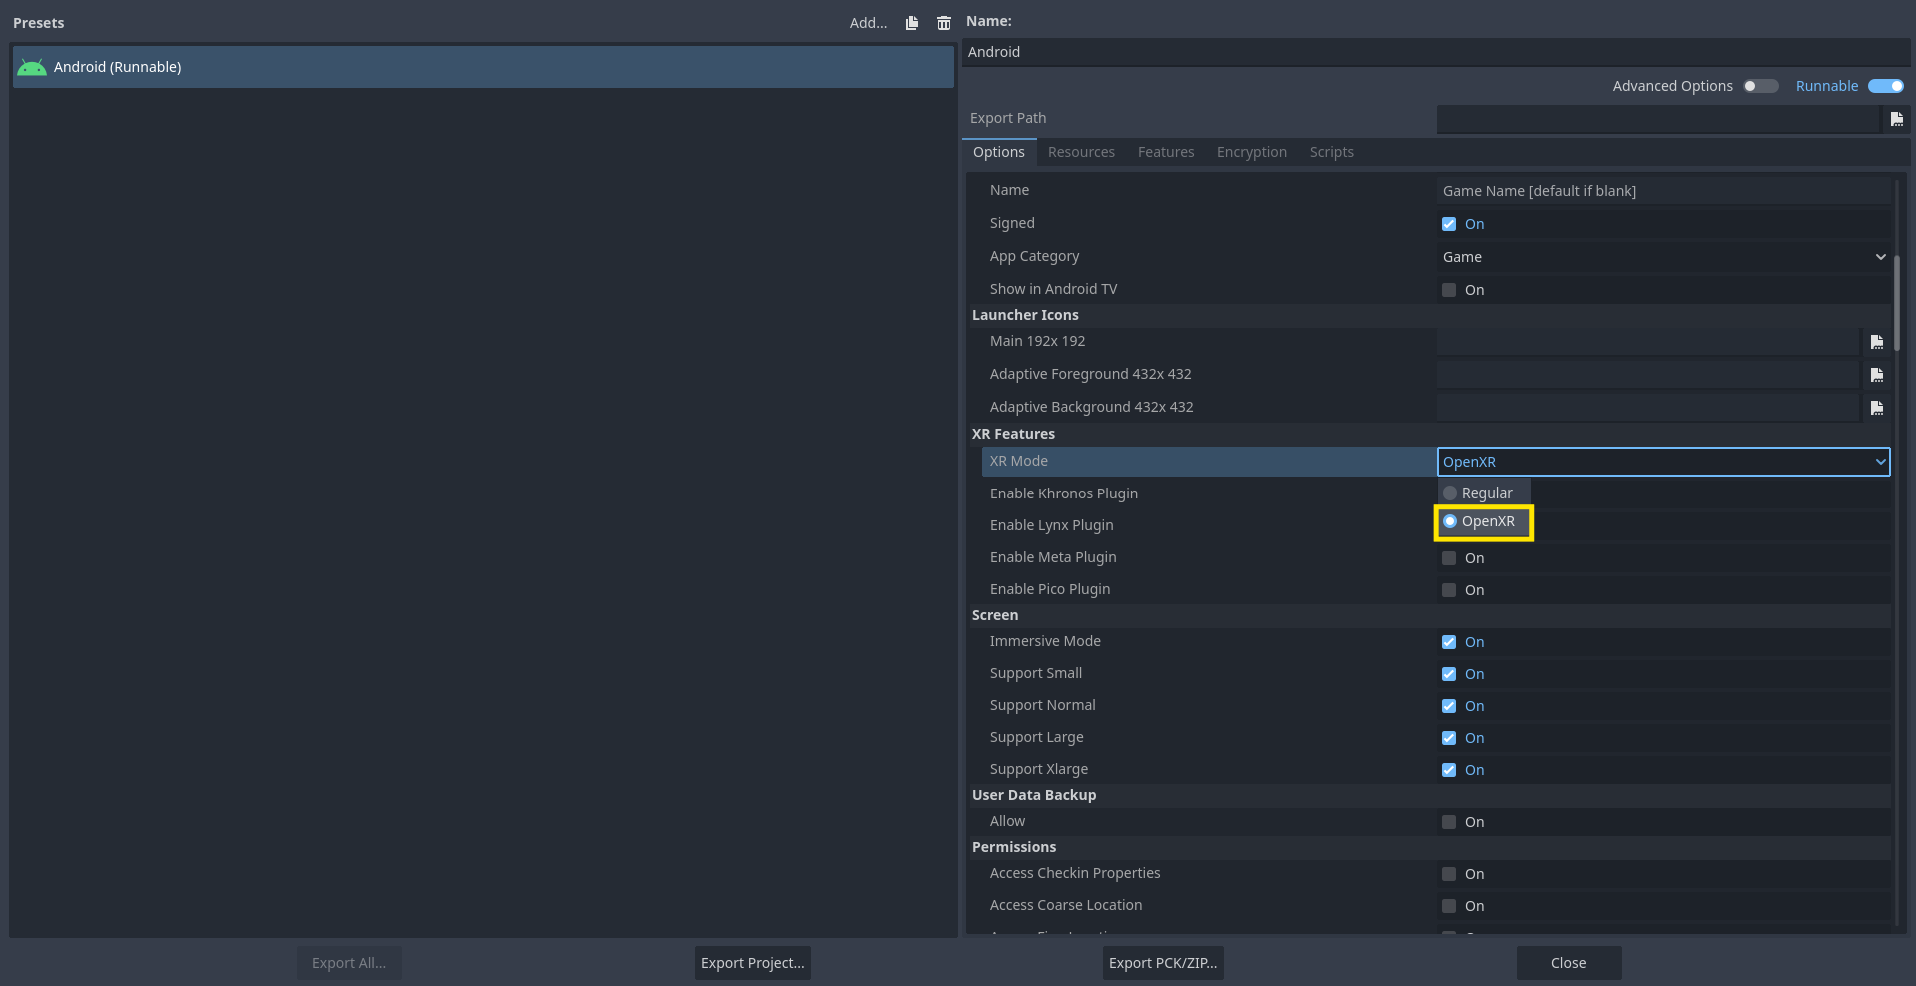 Presets
Add...
Android (Runnable)
Name:
Android
Advanced Options
Runnable
Export Path
Options Resources Features Encryption Scripts
Name Game Name [default if blank]
Signed On
App Category Game
Show in Android TV On
Launcher Icons
Main 192x 192
Adaptive Foreground 432x 432
Adaptive Background 432x 432
XR Features
XR Mode OpenXR
Enable Khronos Plugin Regular
Enable Lynx Plugin OpenXR
Enable Meta Plugin On
Enable Pico Plugin On
Screen
Immersive Mode On
Support Small On
Support Normal On
Support Large On
Support Xlarge On
User Data Backup
Allow On
Permissions
Access Checkin Properties On
Access Coarse Location On
Export All... Export Project... Export PCK/ZIP... Close